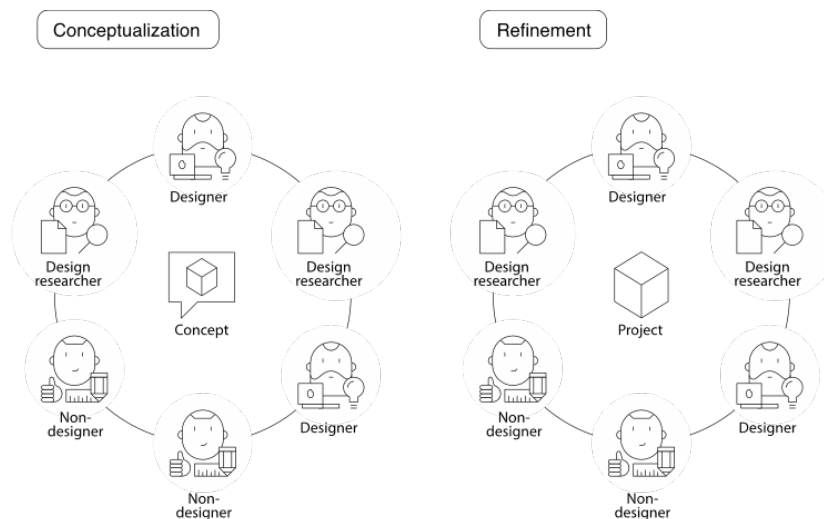 Conceptualization
Designer
Design
researcher
Design
researcher
Concept
Non-
designer
Designer
Non-
designer
Refinement
Designer
Design
researcher
Design
researcher
Project
Non-
designer
Designer
Non-
designer